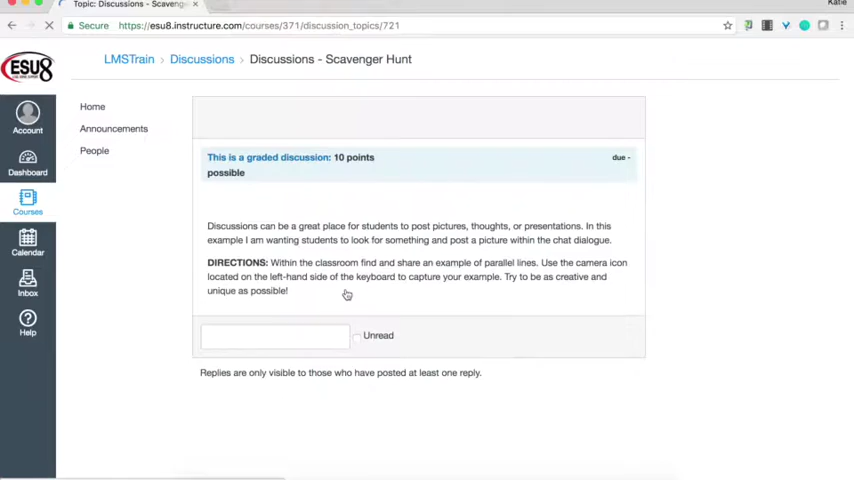 Topic: Discussions - Scavenge
Katie
Secure https://esu8.instructure.com/courses/371/discussion_topics/721
ESU8
LMSTrain > Discussions > Discussions - Scavenger Hunt
Account
Dashboard
Courses
Calendar
Inbox
Help
Home
Announcements
People
This is a graded discussion: 10 points
possible
due -
Discussions can be a great place for students to post pictures, thoughts, or presentations. In this
example I am wanting students to look for something and post a picture within the chat dialogue.
DIRECTIONS: Within the classroom find and share an example of parallel lines. Use the camera icon
located on the left-hand side of the keyboard to capture your example. Try to be as creative and
unique as possible!
Unread
Replies are only visible to those who have posted at least one reply.